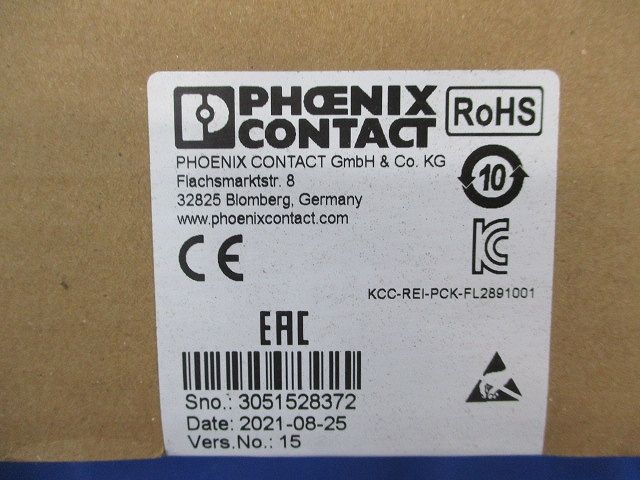 PHŒNIX
CONTACT
RoHS
PHOENIX CONTACT GmbH & Co. KG
Flachsmarktstr. 8
32825 Blomberg, Germany
www.phoenixcontact.com
10
CE
KCC-REI-PCK-FL2891001
EAC
Sno.: 3051528372
Date: 2021-08-25
Vers.No.: 15